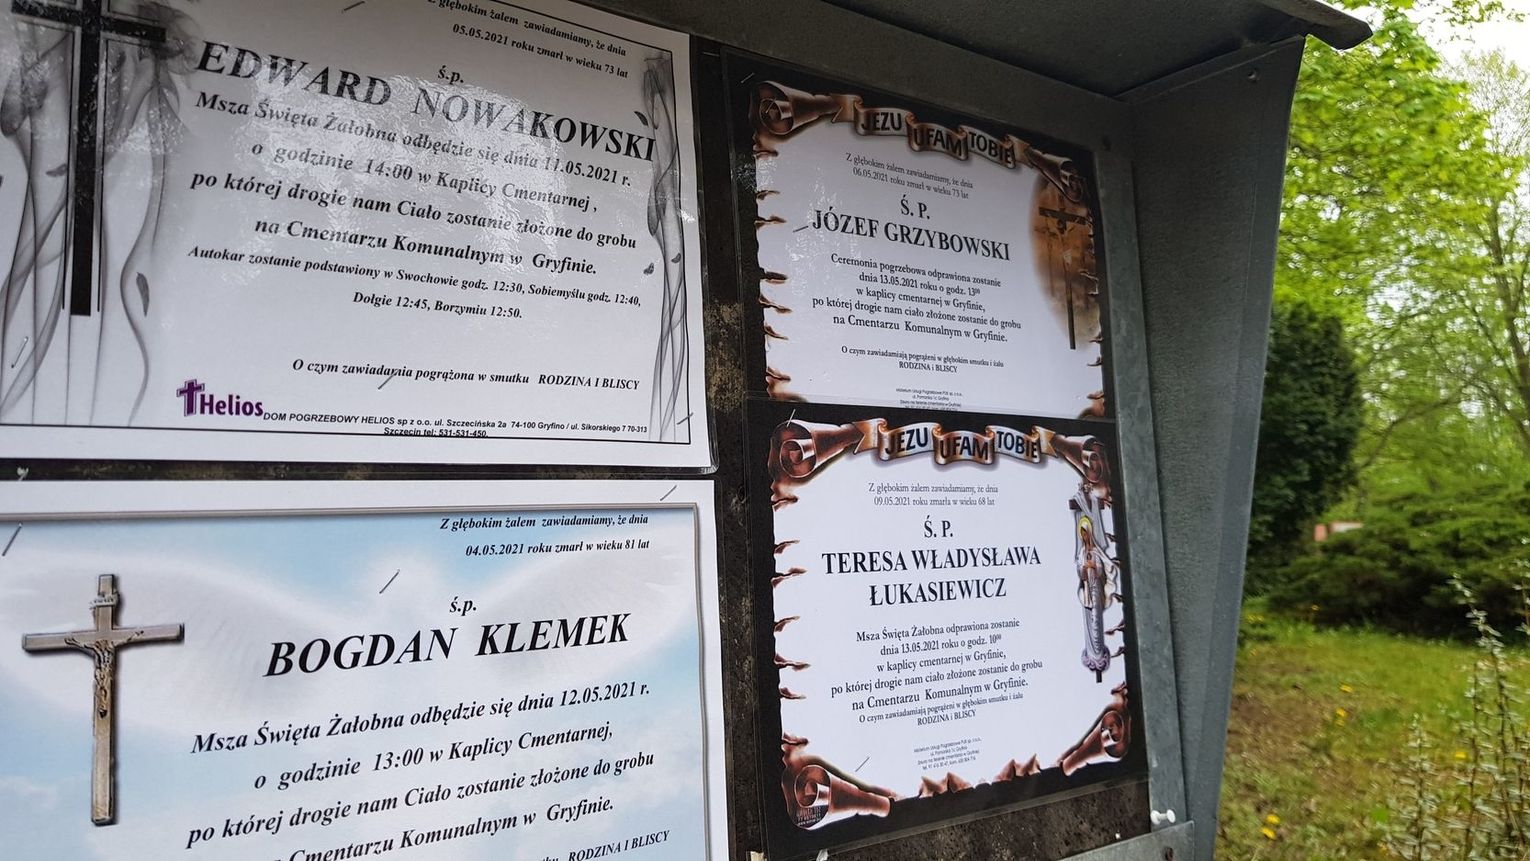 Z głębokim żalem zawiadamiamy, że dnia
05.05.2021 roku zmarł w wieku 73 lat
ś.p.
EDWARD NOWAKOWSKI
Msza Święta Żałobna odbędzie się dnia 11.05.2021 r.
o godzinie 14:00 w Kaplicy Cmentarnej ,
po której drogie nam Ciało zostanie złożone do grobu
na Cmentarzu Komunalnym w Gryfinie.
Autokar zostanie podstawiony w Swochowie godz. 12:30, Sobiemyślu godz. 12:40,
Dołgie 12:45, Borzymiu 12:50.
O czym zawiadamia pogrążona w smutku RODZINA I BLISCY
Helios
DOM POGRZEBOWY HELIOS sp z o.o. ul. Szczecińska 2a 74-100 Gryfino / ul. Sikorskiego 7 70-313
Szczecin tel: 531-531-450.
Z głębokim żalem zawiadamiamy, że dnia
04.05.2021 roku zmarł w wieku 81 lat
ś.p.
BOGDAN KLEMEK
Msza Święta Żałobna odbędzie się dnia 12.05.2021 r.
o godzinie 13:00 w Kaplicy Cmentarnej,
po której drogie nam Ciało zostanie złożone do grobu
Cmentarzu Komunalnym w Gryfinie.
RODZINA I BLISCY
JEZU UFAM TOBIE
Z głębokim żalem zawiadamiamy, że dnia
06.05.2021 roku zmarł w wieku 73 lat
Ś. P.
JÓZEF GRZYBOWSKI
Ceremonia pogrzebowa odprawiona zostanie
dnia 13.05.2021 roku o godz. 13⁰⁰
w kaplicy cmentarnej w Gryfinie,
po której drogie nam ciało złożone zostanie do grobu
na Cmentarzu Komunalnym w Gryfinie.
O czym zawiadamiają pogrążeni w głębokim smutku i żalu
RODZINA i BLISCY
JEZU UFAM TOBIE
Z głębokim żalem zawiadamiamy, że dnia
09.05.2021 roku zmarła w wieku 68 lat
Ś. P.
TERESA WŁADYSŁAWA
ŁUKASIEWICZ
Msza Święta Żałobna odprawiona zostanie
dnia 13.05.2021 roku o godz. 10⁰⁰
w kaplicy cmentarnej w Gryfinie,
po której drogie nam ciało złożone zostanie do grobu
na Cmentarzu Komunalnym w Gryfinie.
O czym zawiadamiają pogrążeni w głębokim smutku i żalu
RODZINA i BLISCY